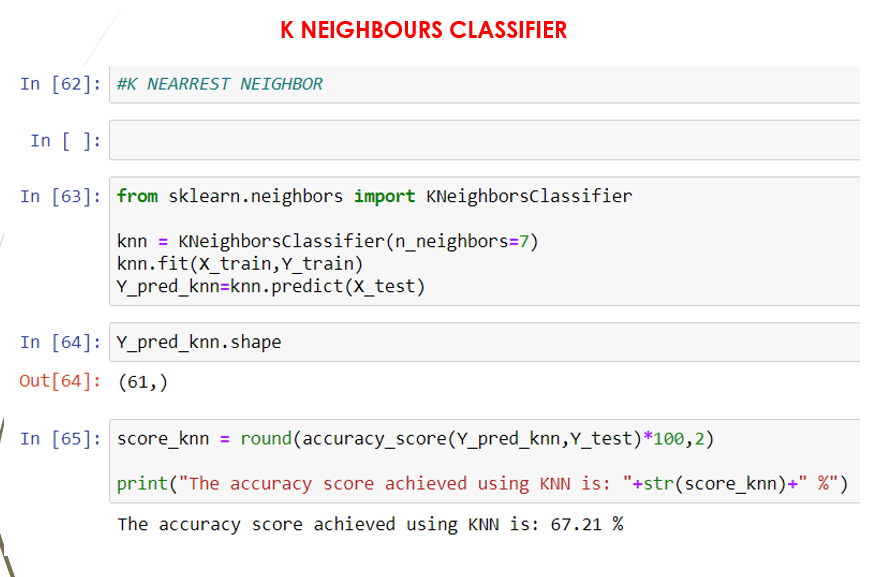 K NEIGHBOURS CLASSIFIER
In [62]: #K NEARREST NEIGHBOR
In [ ]:
In [63]: from sklearn.neighbors import KNeighborsClassifier
knn = KNeighborsClassifier(n_neighbors=7)
knn.fit(X_train,Y_train)
Y_pred_knn=knn.predict(X_test)
In [64]: Y_pred_knn.shape
Out[64]: (61,)
In [65]: score_knn = round(accuracy_score(Y_pred_knn,Y_test)*100,2)
print("The accuracy score achieved using KNN is: "+str(score_knn)+" %")
The accuracy score achieved using KNN is: 67.21 %